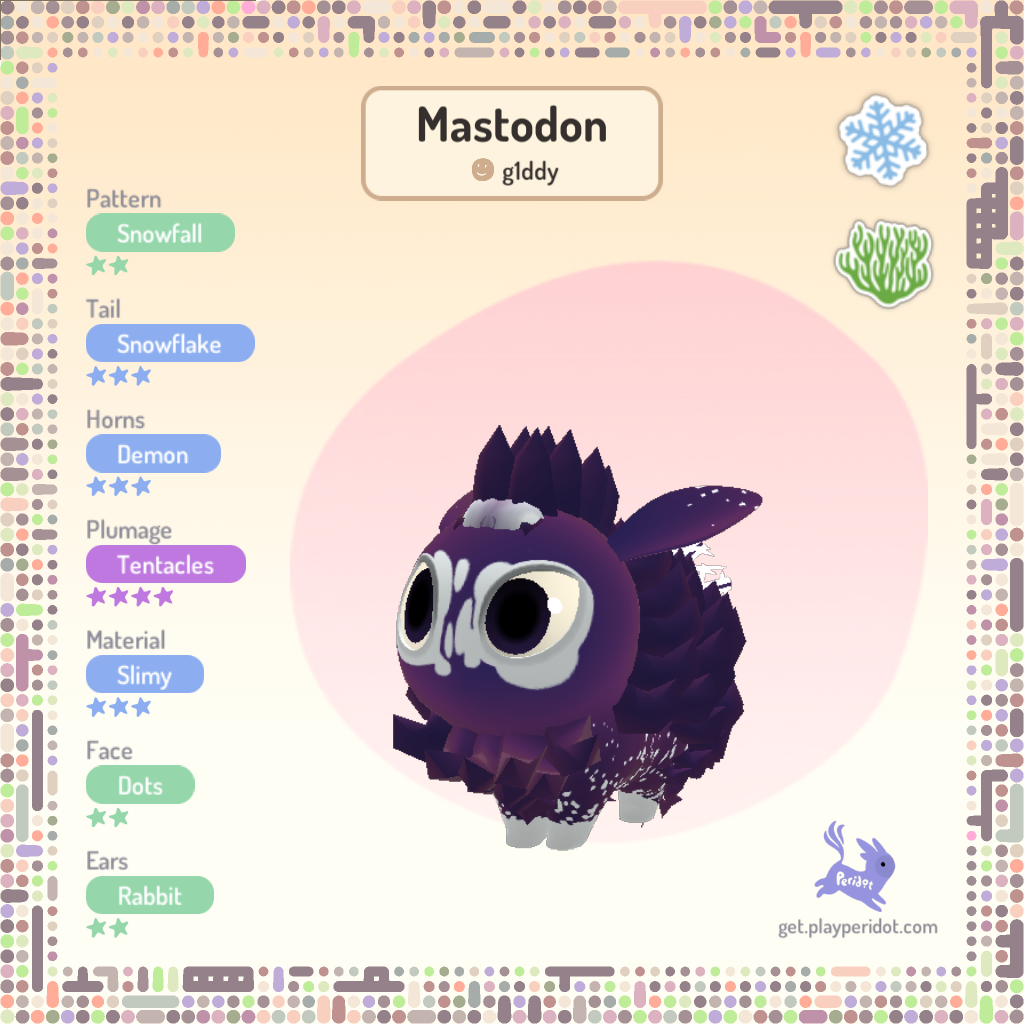 Mastodon
g1ddy
Pattern
Snowfall
Tail
Snowflake
Horns
Demon
Plumage
Tentacles
Material
Slimy
Face
Dots
Ears
Rabbit
Peridot
get.playperidot.com